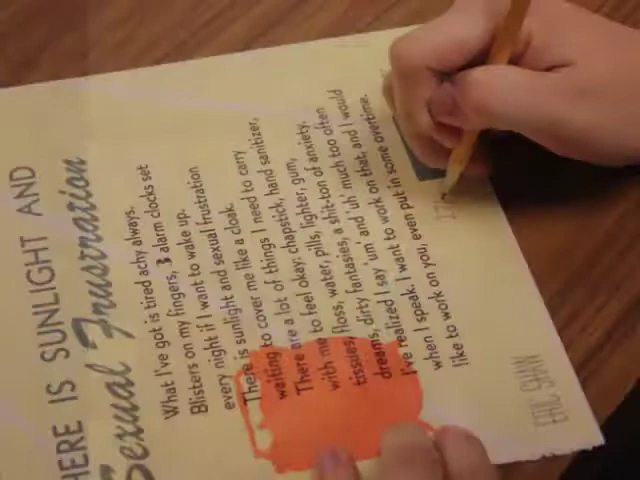 HERE IS SUNLIGHT AND
Sexual Frustration
What I've got is tired achy always.
Blisters on my fingers, 3 alarm clocks set
every night if I want to wake up.
There is sunlight and sexual frustration
waiting to cover me like a cloak.
There are a lot of things I need to carry
with me to feel okay: chapstick, hand sanitizer,
tissues, floss, water, pills, lighter, gum,
dreams, dirty fantasies, a shit-ton of anxiety.
I've realized I say 'um' and 'uh' much too often
when I speak. I want to work on that, and I would
like to work on you, even put in some overtime.
ERIC SHAW